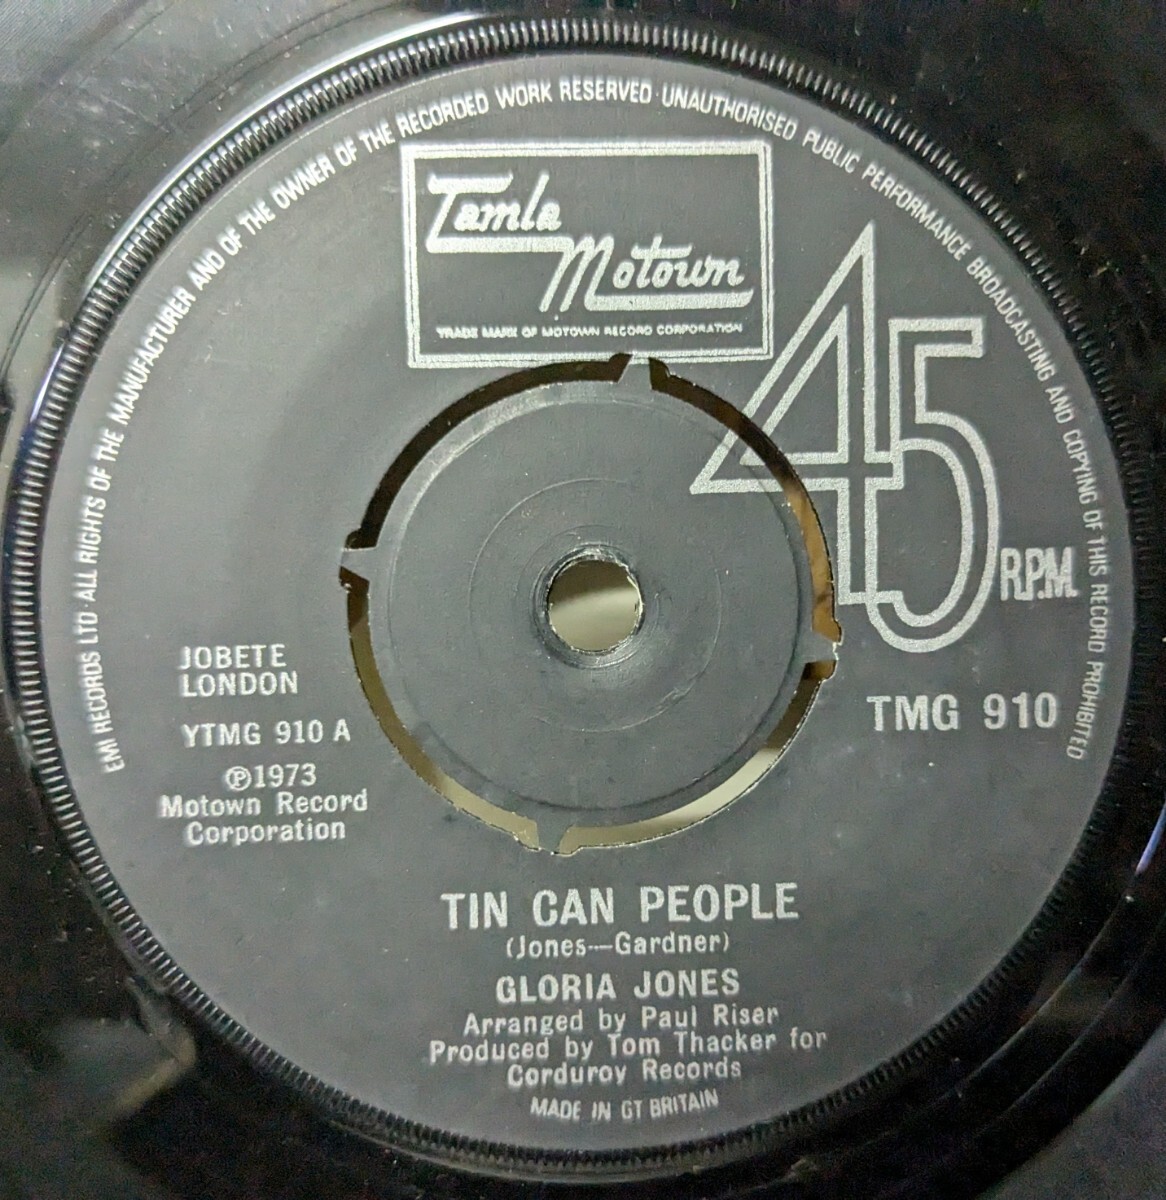 EMI RECORDS LTD · ALL RIGHTS OF THE MANUFACTURER AND OF THE OWNER OF THE RECORDED WORK RESERVED · UNAUTHORISED PUBLIC PERFORMANCE BROADCASTING AND COPYING OF THIS RECORD PROHIBITED
Tamla
Motown
TRADE MARK OF MOTOWN RECORD CORPORATION
45
R.P.M.
JOBETE
LONDON
YTMG 910 A
℗1973
Motown Record
Corporation
TMG 910
TIN CAN PEOPLE
(Jones—Gardner)
GLORIA JONES
Arranged by Paul Riser
Produced by Tom Thacker for
Corduroy Records
MADE IN GT BRITAIN